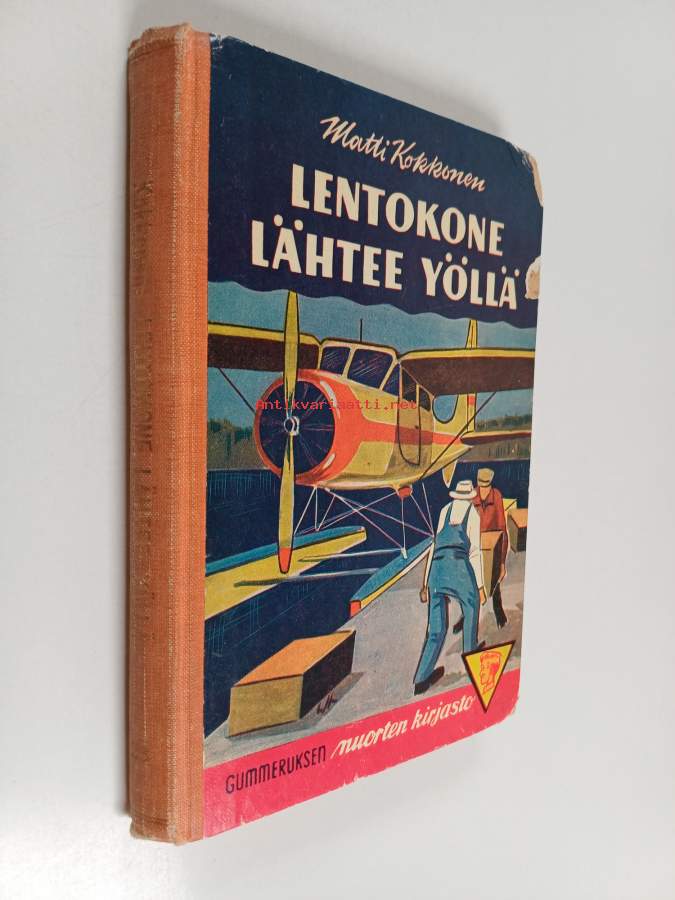 Matti Kokkonen
LENTOKONE
LÄHTEE YÖLLÄ
Antikvariaatti.net
GUMMERUKSEN nuorten kirjasto